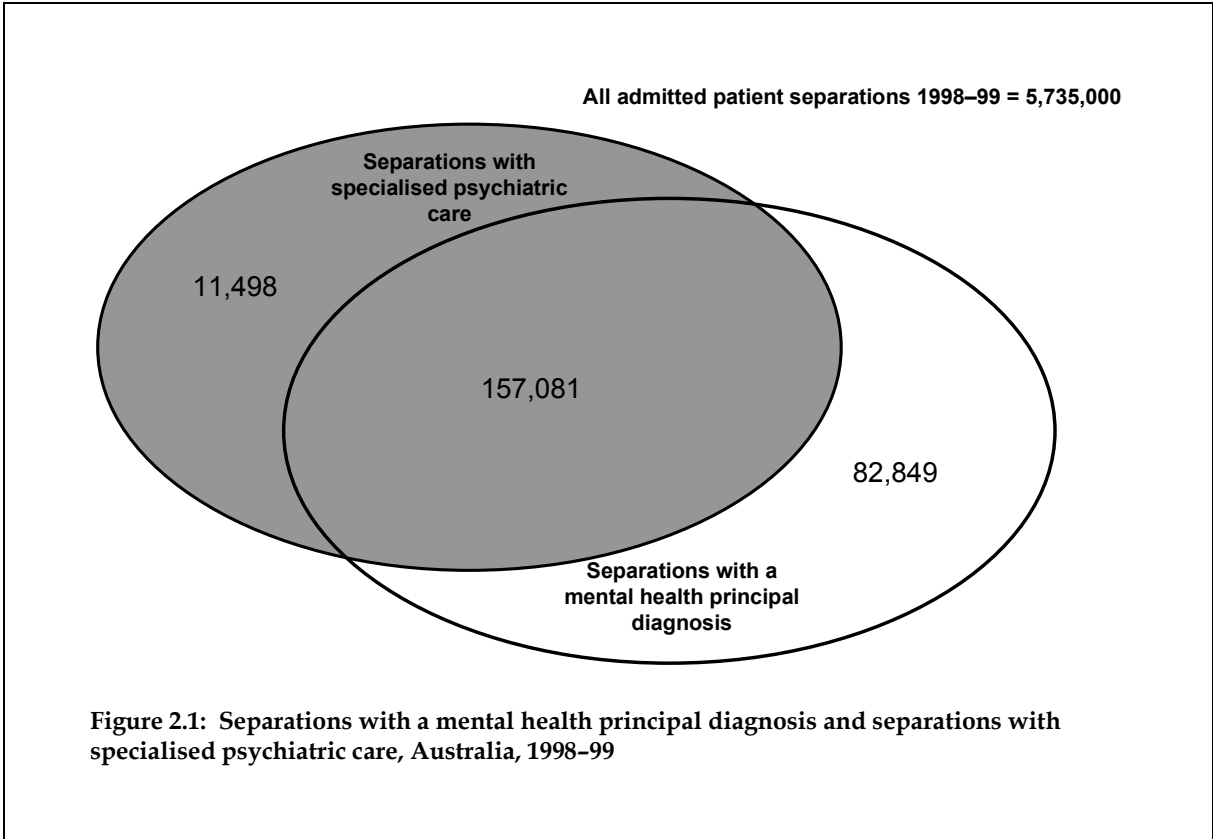 All admitted patient separations 1998–99 = 5,735,000
Separations with
specialised psychiatric
care
11,498
157,081
82,849
Separations with a
mental health principal
diagnosis
Figure 2.1: Separations with a mental health principal diagnosis and separations with
specialised psychiatric care, Australia, 1998–99